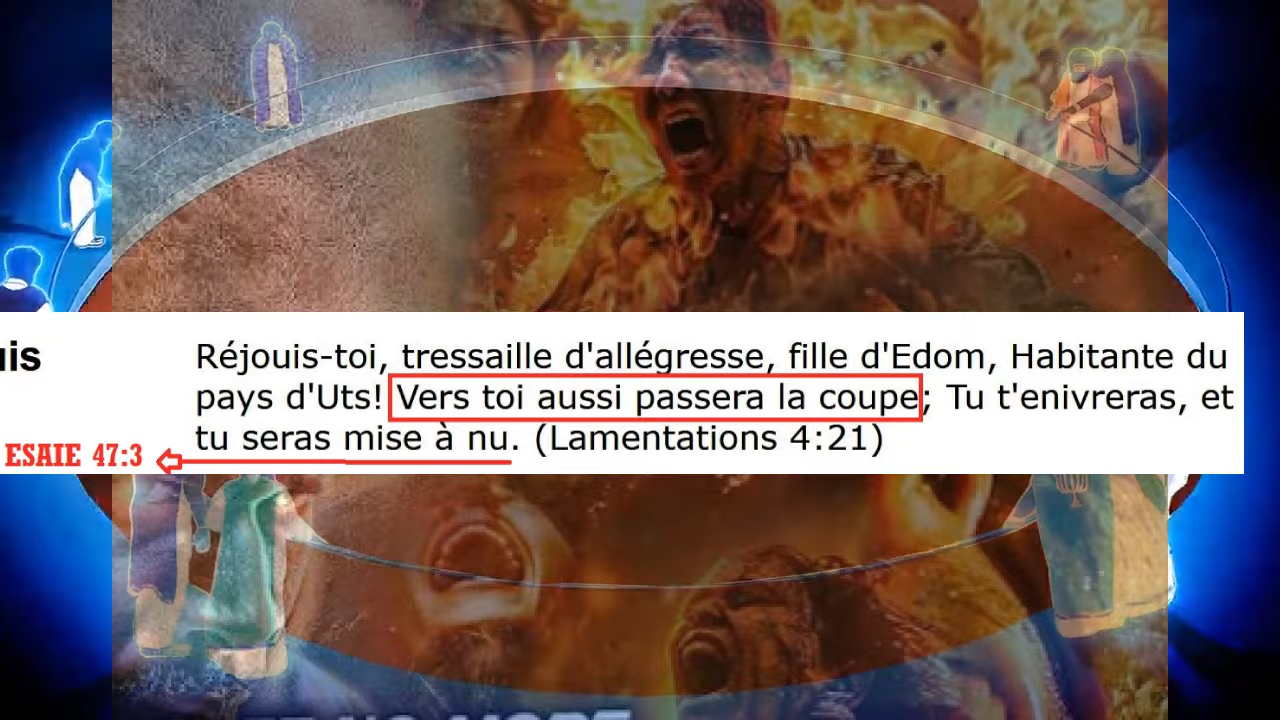 uis
Réjouis-toi, tressaille d'allégresse, fille d'Edom, Habitante du
pays d'Uts! Vers toi aussi passera la coupe; Tu t'enivreras, et
tu seras mise à nu. (Lamentations 4:21)
ESAIE 47:3